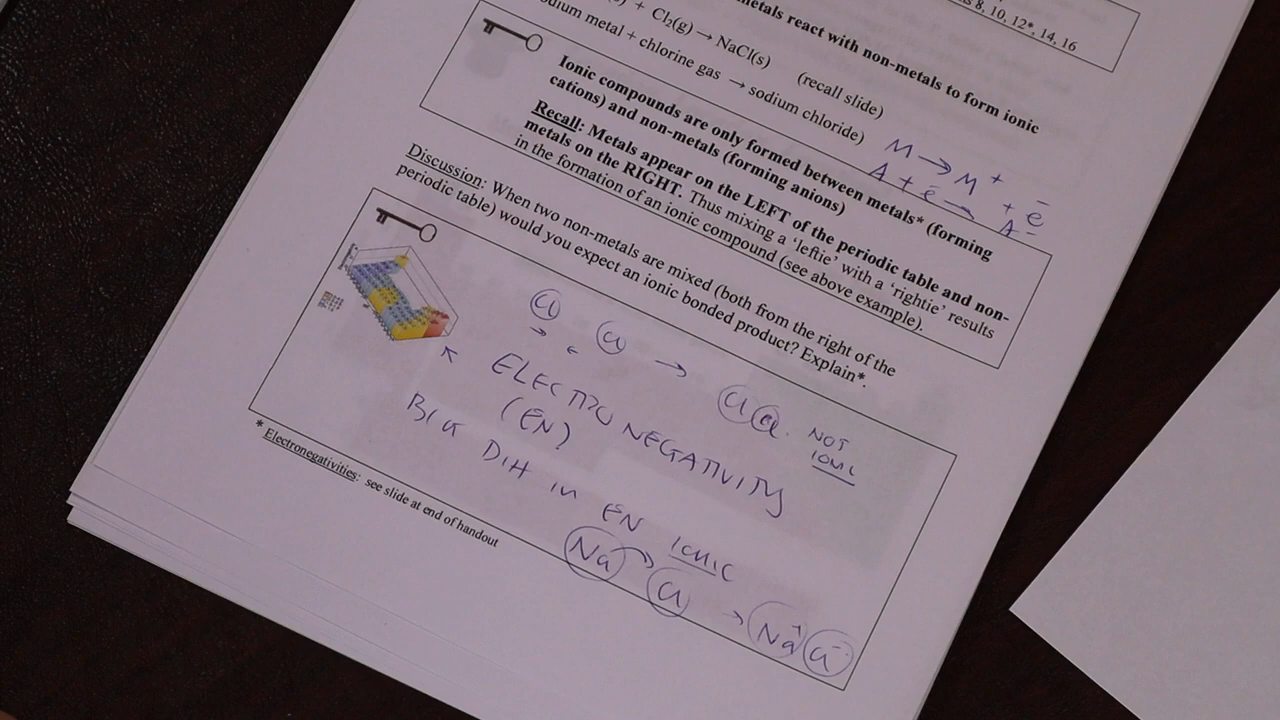 8, 10, 12*, 14, 16
metals react with non-metals to form ionic
+ Cl₂(g) → NaCl(s) (recall slide)
sodium metal + chlorine gas → sodium chloride)
M → M⁺ + ē
A + ē → A⁻
Ionic compounds are only formed between metals* (forming
cations) and non-metals (forming anions)
Recall: Metals appear on the LEFT of the periodic table and non-
metals on the RIGHT. Thus mixing a 'leftie' with a 'rightie' results
in the formation of an ionic compound (see above example).
Discussion: When two non-metals are mixed (both from the right of the
periodic table) would you expect an ionic bonded product? Explain*.
Cl Cl → Cl Cl. NOT
IONIC
ELECTRONEGATIVITY
(EN)
BIG DIff in EN IONIC
Na Cl → Na⁺ Cl⁻
* Electronegativities: see slide at end of handout